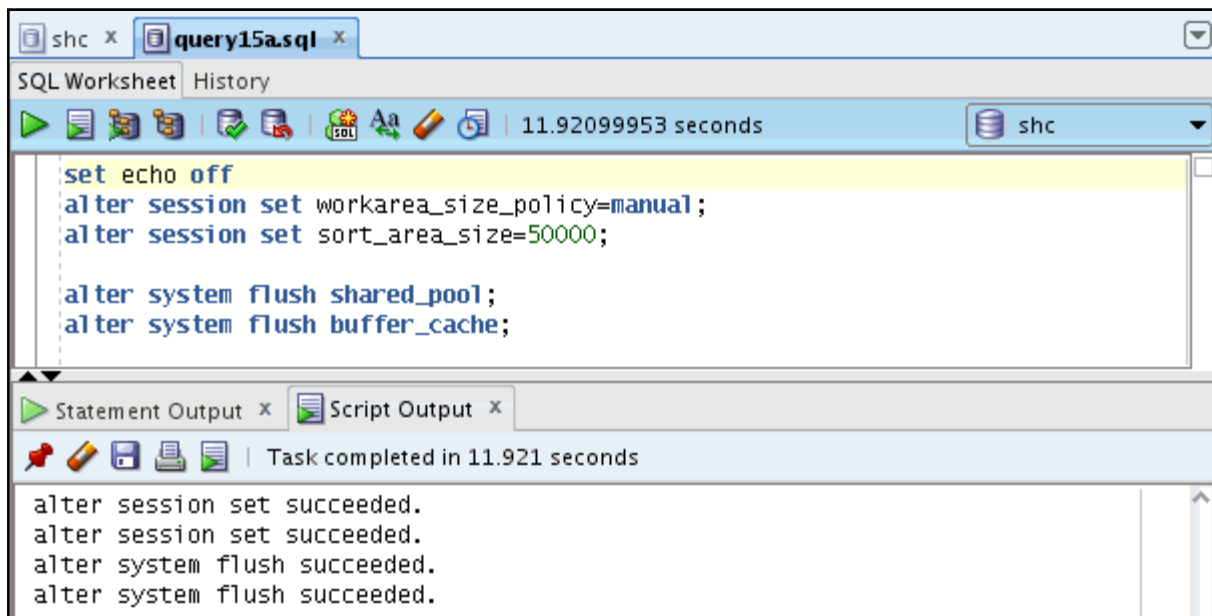 shc x query15a.sql x
SQL Worksheet History
SQL Aa 11.92099953 seconds shc
set echo off
alter session set workarea_size_policy=manual;
alter session set sort_area_size=50000;
alter system flush shared_pool;
alter system flush buffer_cache;
Statement Output x Script Output x
Task completed in 11.921 seconds
alter session set succeeded.
alter session set succeeded.
alter system flush succeeded.
alter system flush succeeded.